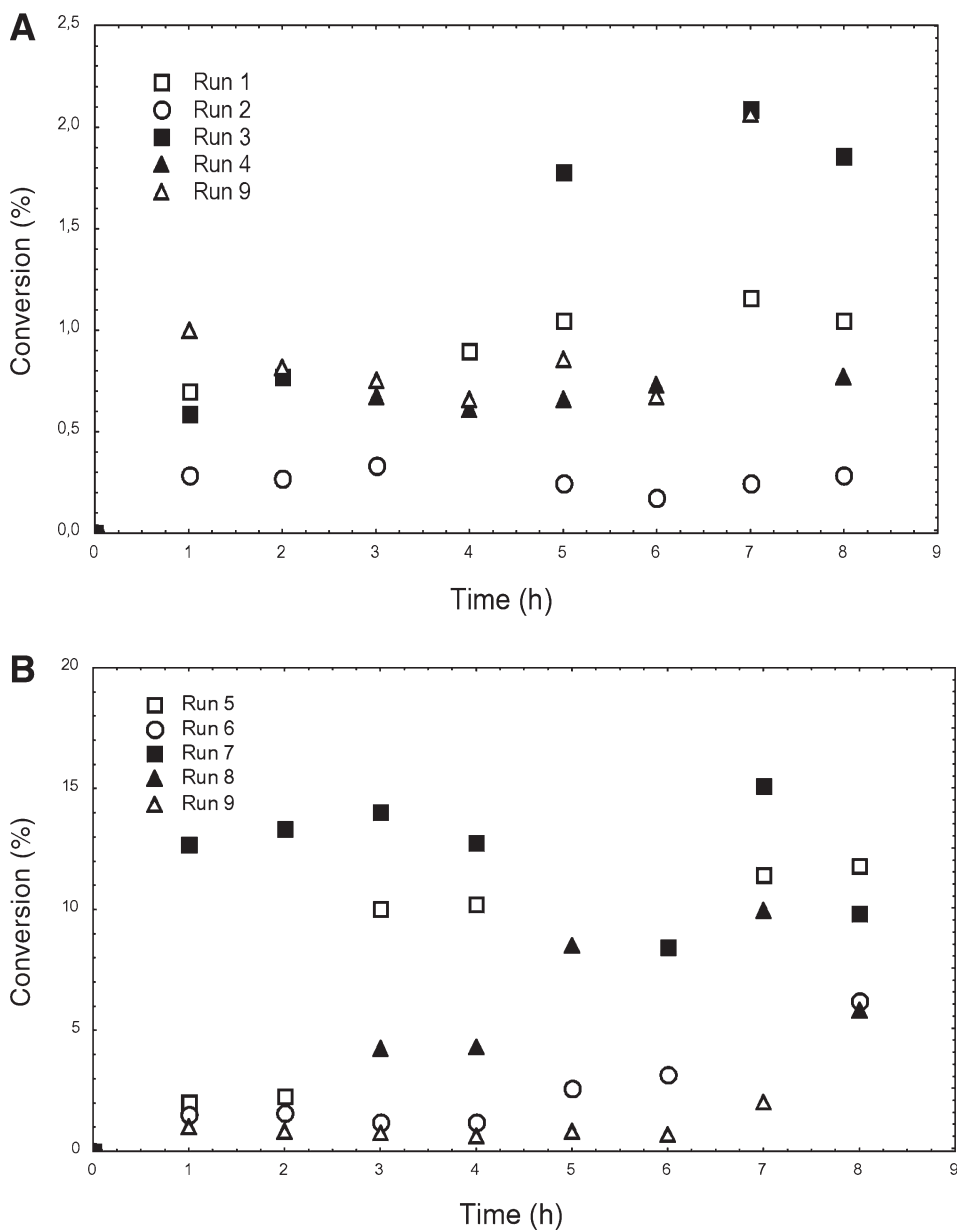 A
2,5
2,0
1,5
1,0
0,5
0,0
Conversion (%)
Run 1
Run 2
Run 3
Run 4
Run 9
0 1 2 3 4 5 6 7 8 9
Time (h)
B
20
15
10
5
0
Conversion (%)
Run 5
Run 6
Run 7
Run 8
Run 9
0 1 2 3 4 5 6 7 8 9
Time (h)